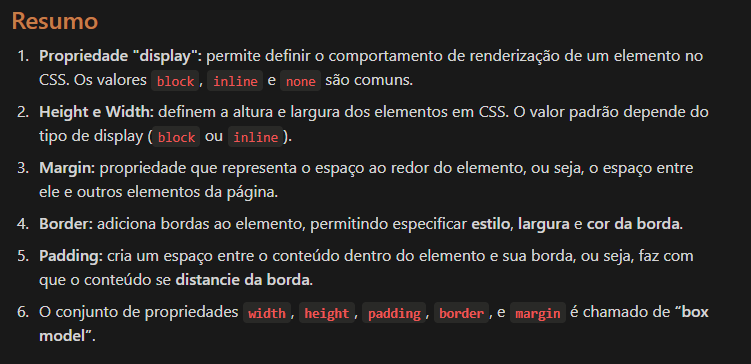 Resumo
1. Propriedade "display": permite definir o comportamento de renderização de um elemento no
CSS. Os valores block, inline e none são comuns.
2. Height e Width: definem a altura e largura dos elementos em CSS. O valor padrão depende do
tipo de display (block ou inline).
3. Margin: propriedade que representa o espaço ao redor do elemento, ou seja, o espaço entre
ele e outros elementos da página.
4. Border: adiciona bordas ao elemento, permitindo especificar estilo, largura e cor da borda.
5. Padding: cria um espaço entre o conteúdo dentro do elemento e sua borda, ou seja, faz com
que o conteúdo se distancie da borda.
6. O conjunto de propriedades width, height, padding, border, e margin é chamado de “box
model”.